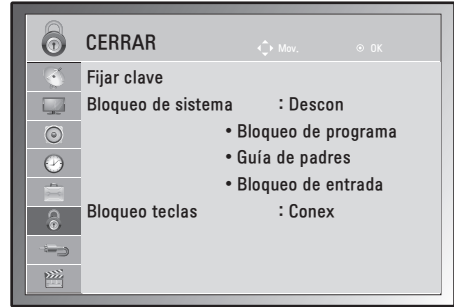 CERRAR
Mov. OK
Fijar clave
Bloqueo de sistema : Descon
• Bloqueo de programa
• Guía de padres
• Bloqueo de entrada
Bloqueo teclas : Conex